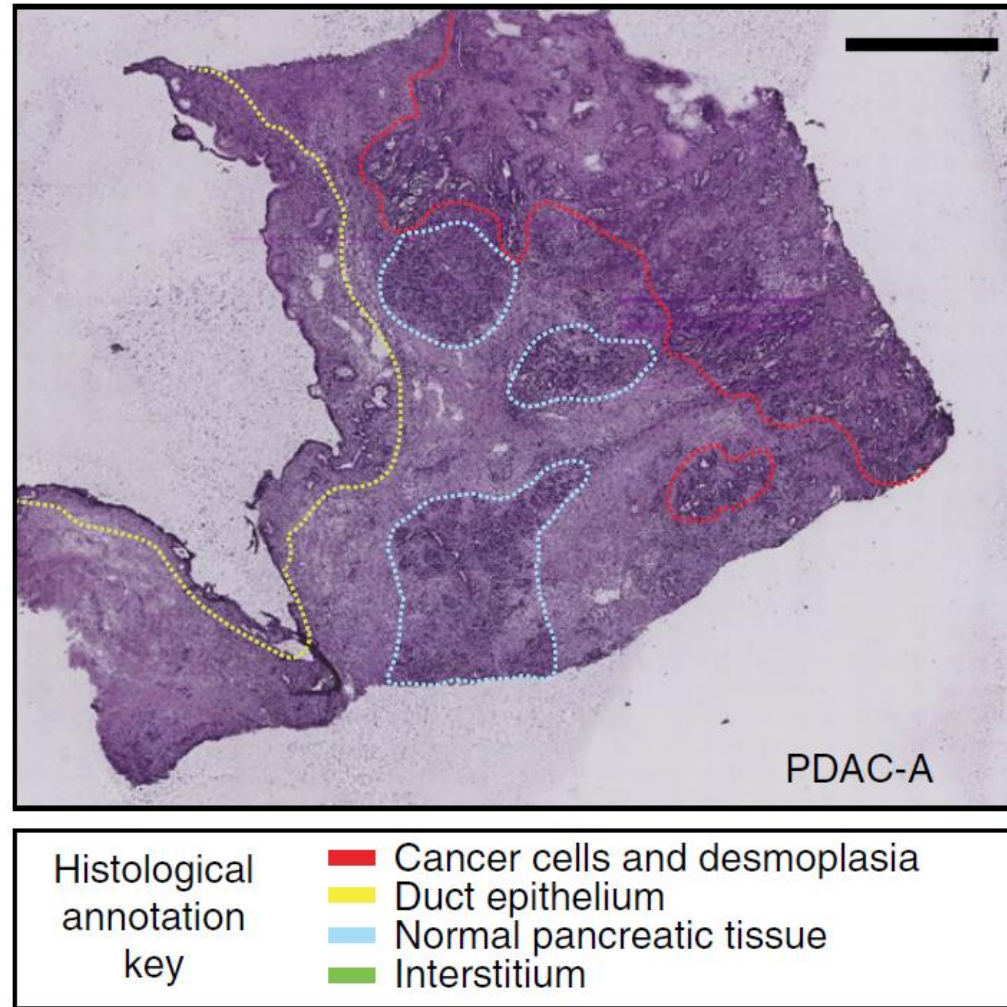 PDAC-A
Histological
annotation
key
Cancer cells and desmoplasia
Duct epithelium
Normal pancreatic tissue
Interstitium